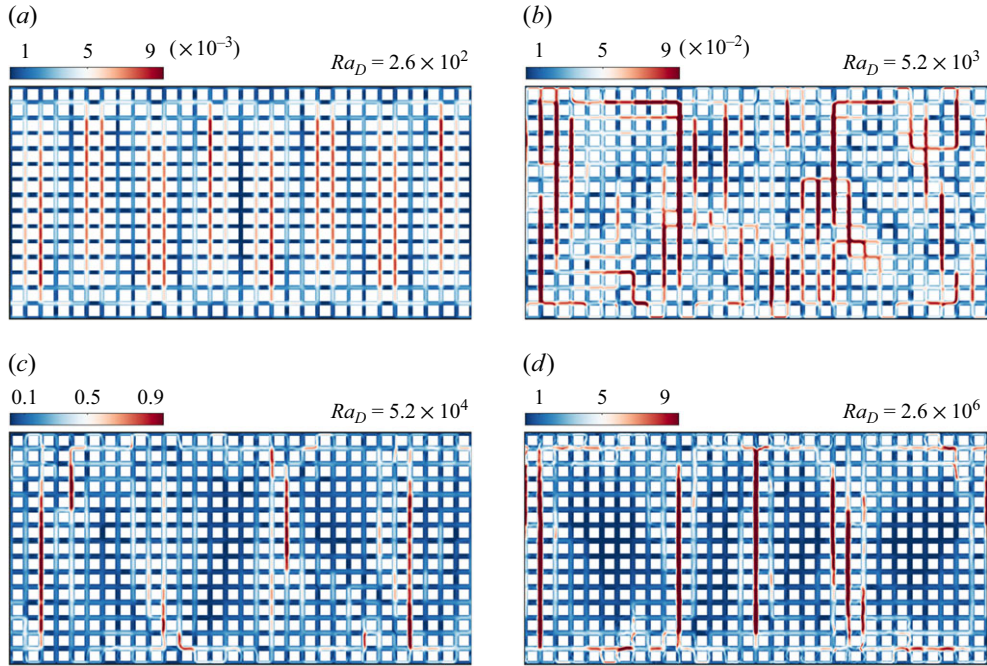 (a)
1 5 9 (×10⁻³) Ra_D = 2.6 × 10²
(b)
1 5 9 (×10⁻²) Ra_D = 5.2 × 10³
(c)
0.1 0.5 0.9 Ra_D = 5.2 × 10⁴
(d)
1 5 9 Ra_D = 2.6 × 10⁶